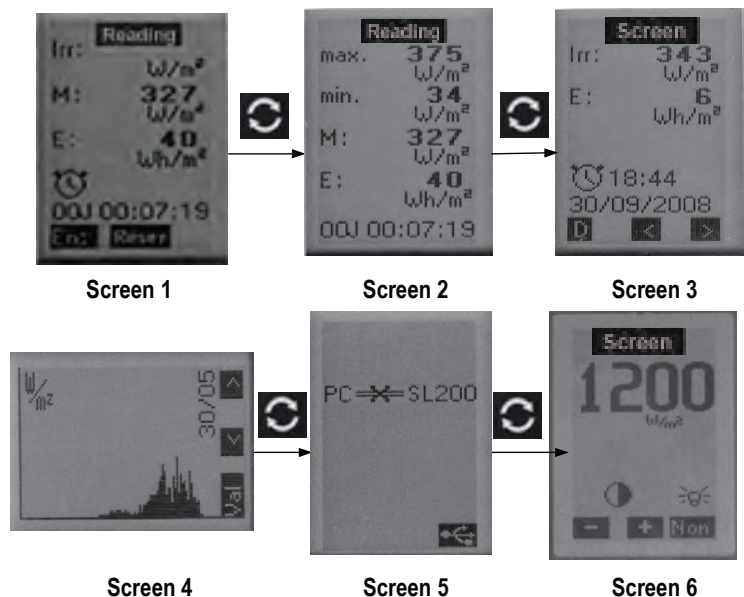 Reading
Irr:
W/m²
M: 327
W/m²
E: 40
Wh/m²
00J 00:07:19
En: Reset
Screen 1
Reading
max. 375
W/m²
min. 34
W/m²
M: 327
W/m²
E: 40
Wh/m²
00J 00:07:19
Screen 2
Screen
Irr: 343
W/m²
E: 6
Wh/m²
18:44
30/09/2008
D < >
Screen 3
W/m²
30/05
Val
Screen 4
PC SL200
Screen 5
Screen
1200
W/m²
- + Non
Screen 6